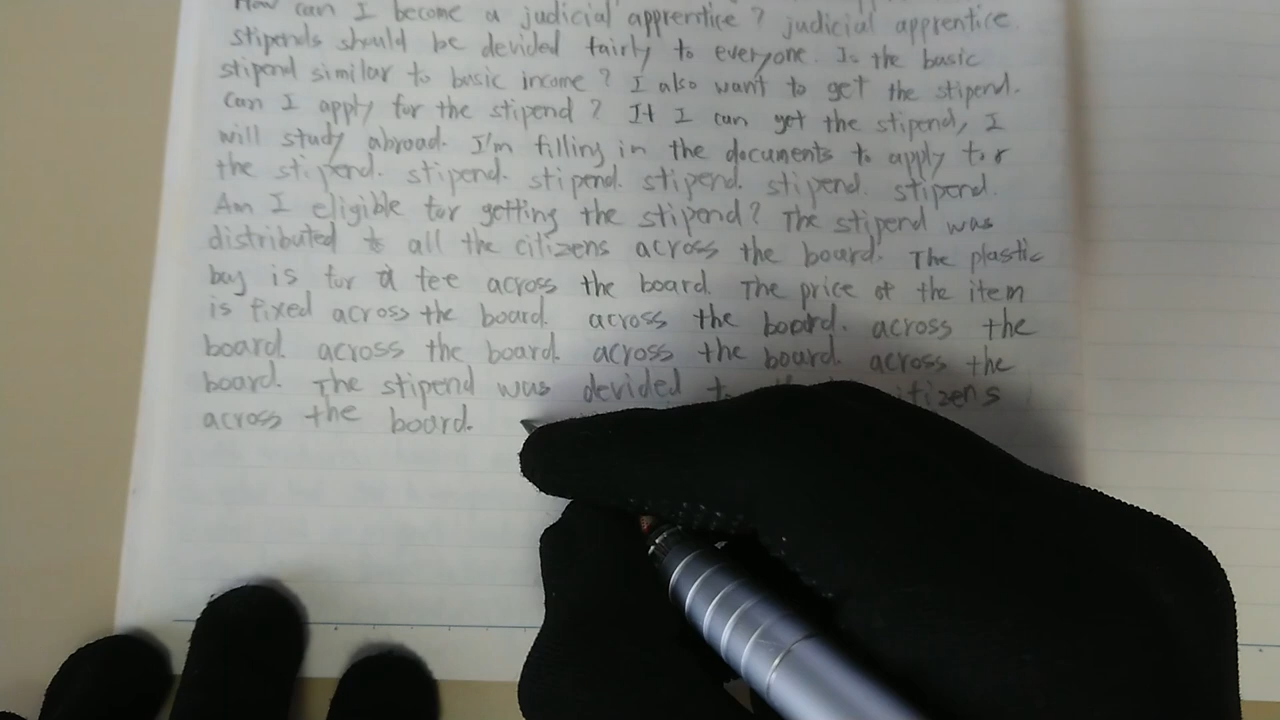 How can I become a judicial apprentice? judicial apprentice.
stipends should be devided fairly to everyone. Is the basic
stipend similar to basic income? I also want to get the stipend.
Can I apply for the stipend? If I can get the stipend, I
will study abroad. I'm filling in the documents to apply for
the stipend. stipend. stipend. stipend. stipend. stipend.
Am I eligible for getting the stipend? The stipend was
distributed to all the citizens across the board. The plastic
bag is for a fee across the board. The price of the item
is fixed across the board. across the board. across the
board. across the board. across the board. across the
board. The stipend was devided citizens
across the board.